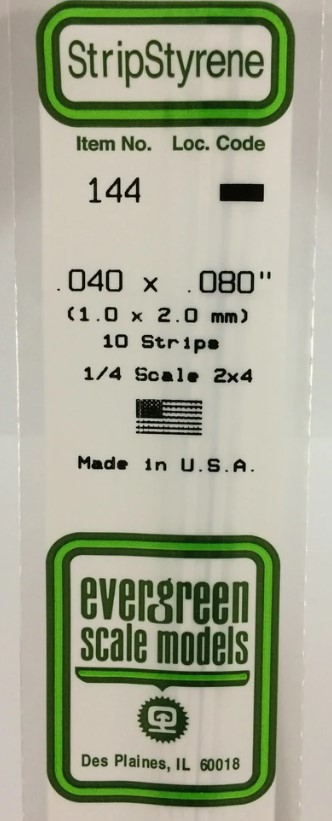 StripStyrene
Item No. Loc. Code
144
.040 x .080"
(1.0 x 2.0 mm)
10 Strips
1/4 Scale 2x4
Made in U.S.A.
evergreen
scale models
Des Plaines, IL 60018